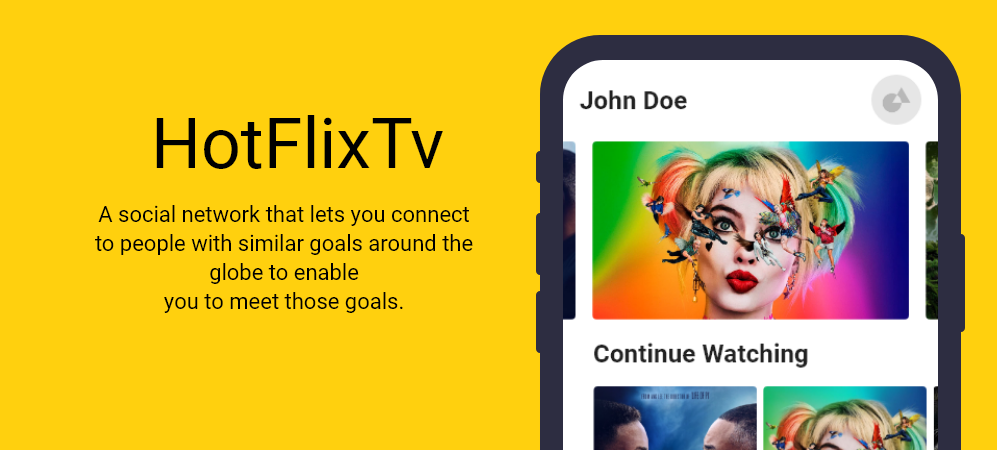 HotFlixTv
A social network that lets you connect
to people with similar goals around the
globe to enable
you to meet those goals.
John Doe
Continue Watching